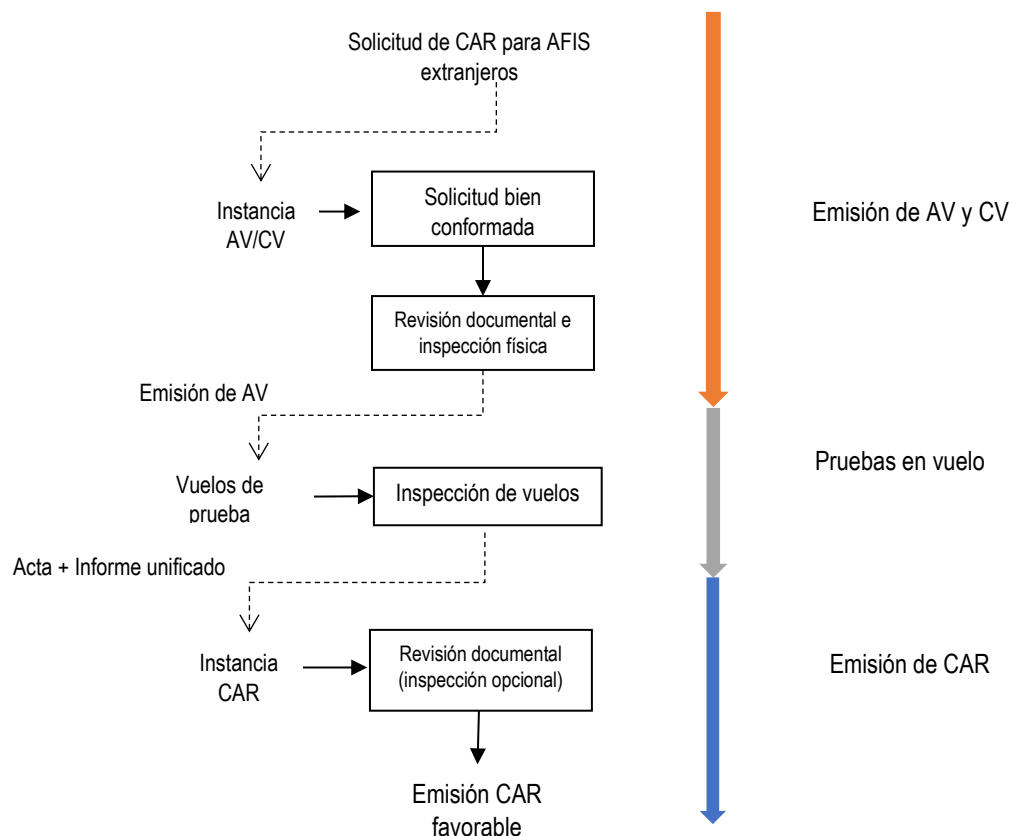 Solicitud de CAR para AFIS
extranjeros
Instancia
AV/CV
Solicitud bien
conformada
Emisión de AV y CV
Revisión documental e
inspección física
Emisión de AV
Vuelos de
prueba
Inspección de vuelos
Pruebas en vuelo
Acta + Informe unificado
Instancia
CAR
Revisión documental
(inspección opcional)
Emisión de CAR
Emisión CAR
favorable